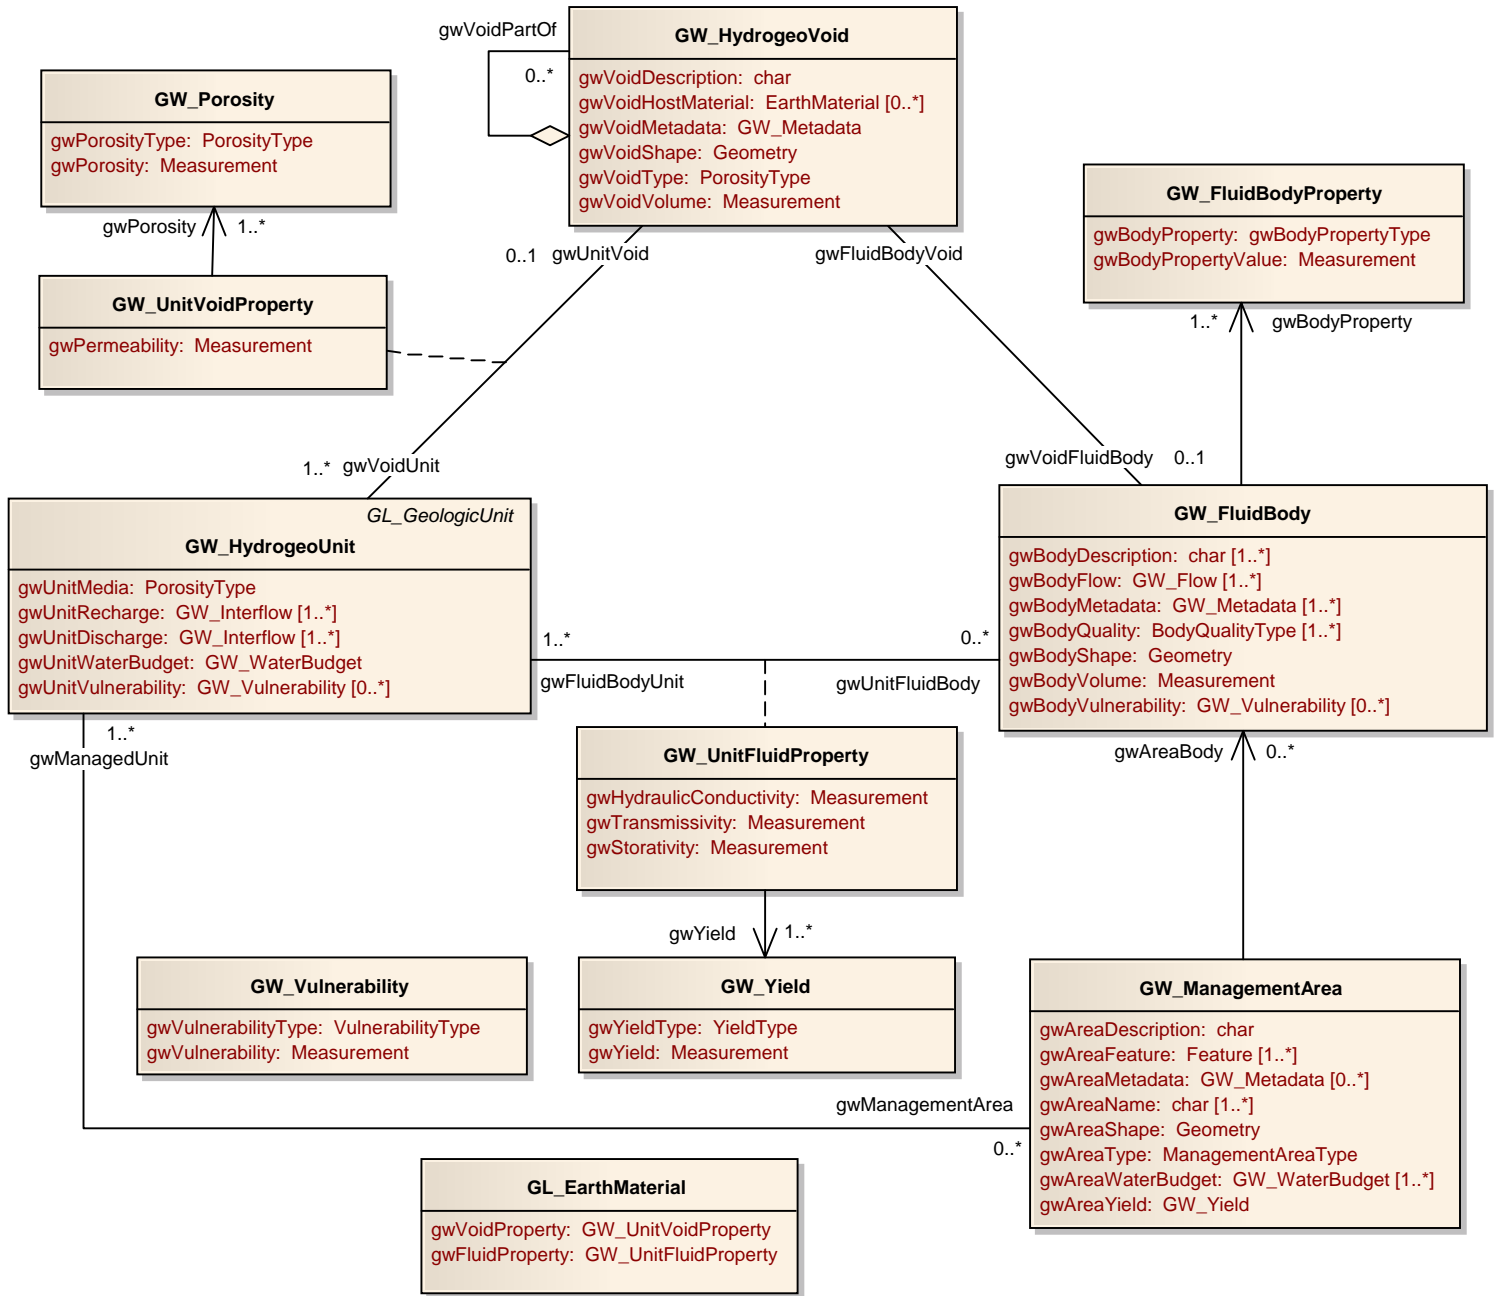 gwVoidPartOf
0..*
GW_HydrogeoVoid
gwVoidDescription: char
gwVoidHostMaterial: EarthMaterial [0..*]
gwVoidMetadata: GW_Metadata
gwVoidShape: Geometry
gwVoidType: PorosityType
gwVoidVolume: Measurement
GW_Porosity
gwPorosityType: PorosityType
gwPorosity: Measurement
gwPorosity 1..*
GW_FluidBodyProperty
gwBodyProperty: gwBodyPropertyType
gwBodyPropertyValue: Measurement
1..* gwBodyProperty
0..1 gwUnitVoid
gwFluidBodyVoid
GW_UnitVoidProperty
gwPermeability: Measurement
1..* gwVoidUnit
gwVoidFluidBody 0..1
GL_GeologicUnit
GW_HydrogeoUnit
gwUnitMedia: PorosityType
gwUnitRecharge: GW_Interflow [1..*]
gwUnitDischarge: GW_Interflow [1..*]
gwUnitWaterBudget: GW_WaterBudget
gwUnitVulnerability: GW_Vulnerability [0..*]
GW_FluidBody
gwBodyDescription: char [1..*]
gwBodyFlow: GW_Flow [1..*]
gwBodyMetadata: GW_Metadata [1..*]
gwBodyQuality: BodyQualityType [1..*]
gwBodyShape: Geometry
gwBodyVolume: Measurement
gwBodyVulnerability: GW_Vulnerability [0..*]
1..*
gwFluidBodyUnit
0..*
gwUnitFluidBody
1..*
gwManagedUnit
GW_UnitFluidProperty
gwHydraulicConductivity: Measurement
gwTransmissivity: Measurement
gwStorativity: Measurement
gwAreaBody 0..*
gwYield 1..*
GW_Vulnerability
gwVulnerabilityType: VulnerabilityType
gwVulnerability: Measurement
GW_Yield
gwYieldType: YieldType
gwYield: Measurement
GW_ManagementArea
gwAreaDescription: char
gwAreaFeature: Feature [1..*]
gwAreaMetadata: GW_Metadata [0..*]
gwAreaName: char [1..*]
gwAreaShape: Geometry
gwAreaType: ManagementAreaType
gwAreaWaterBudget: GW_WaterBudget [1..*]
gwAreaYield: GW_Yield
gwManagementArea
0..*
GL_EarthMaterial
gwVoidProperty: GW_UnitVoidProperty
gwFluidProperty: GW_UnitFluidProperty